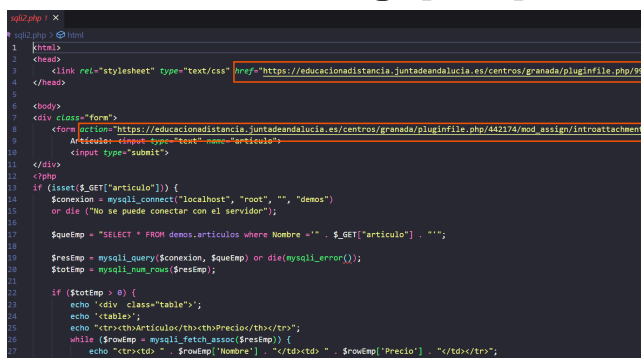 sqli2.php 1 ×
sqli2.php > html
1 <html>
2 <head>
3 <link rel="stylesheet" type="text/css" href="https://educacionadistancia.juntadeandalucia.es/centros/granada/pluginfile.php/99
4 </head>
5
6 <body>
7 <div class="form">
8 <form action="https://educacionadistancia.juntadeandalucia.es/centros/granada/pluginfile.php/442174/mod_assign/introattachment
9 Artículo: <input type="text" name="articulo">
10 <input type="submit">
11 </div>
12 <?php
13 if (isset($_GET["articulo"])) {
14 $conexion = mysqli_connect("localhost", "root", "", "demos")
15 or die ("No se puede conectar con el servidor");
16
17 $queEmp = "SELECT * FROM demos.articulos where Nombre ='" . $_GET["articulo"] . "'";
18
19 $resEmp = mysqli_query($conexion, $queEmp) or die(mysqli_error());
20 $totEmp = mysqli_num_rows($resEmp);
21
22 if ($totEmp > 0) {
23 echo '<div class="table">';
24 echo '<table>';
25 echo "<tr><th>Artículo</th><th>Precio</th></tr>";
26 while ($rowEmp = mysqli_fetch_assoc($resEmp)) {
27 echo "<tr><td> " . $rowEmp['Nombre'] . "</td><td> " . $rowEmp['Precio'] . "</td></tr>";